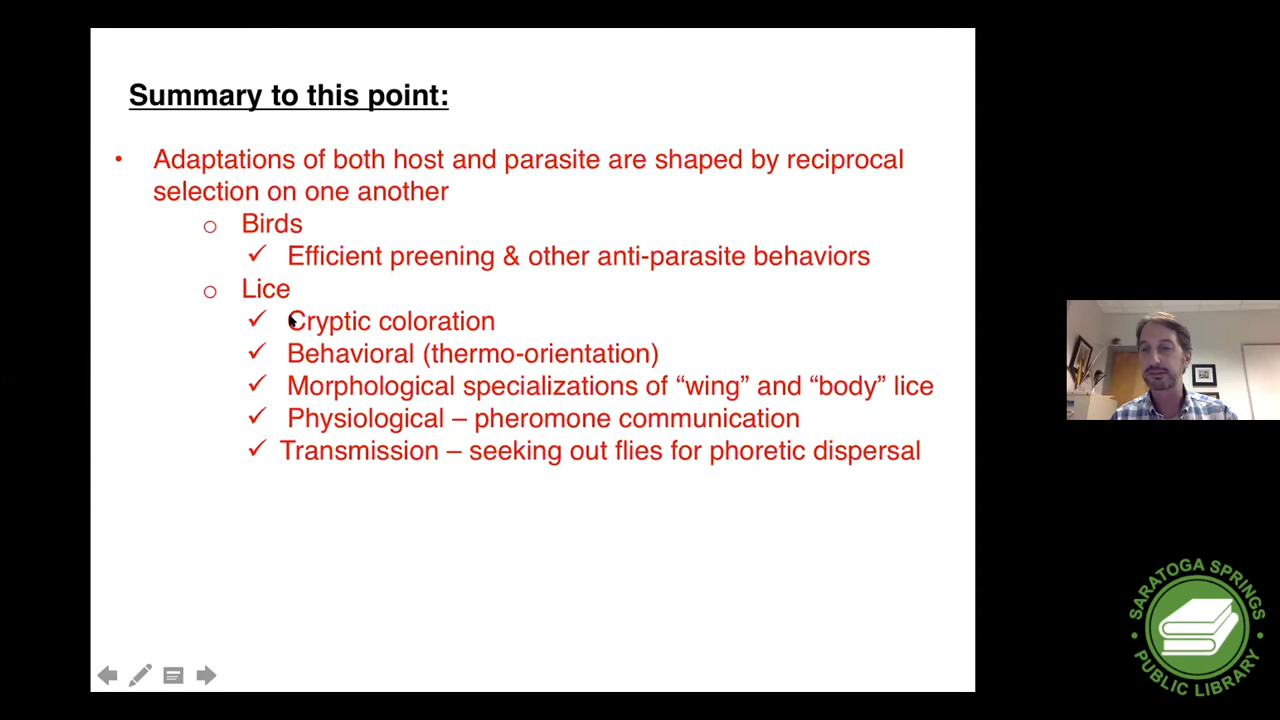 Summary to this point:
• Adaptations of both host and parasite are shaped by reciprocal
selection on one another
o Birds
✓ Efficient preening & other anti-parasite behaviors
o Lice
✓ Cryptic coloration
✓ Behavioral (thermo-orientation)
✓ Morphological specializations of “wing” and “body” lice
✓ Physiological – pheromone communication
✓ Transmission – seeking out flies for phoretic dispersal
SARATOGA SPRINGS
• PUBLIC LIBRARY •